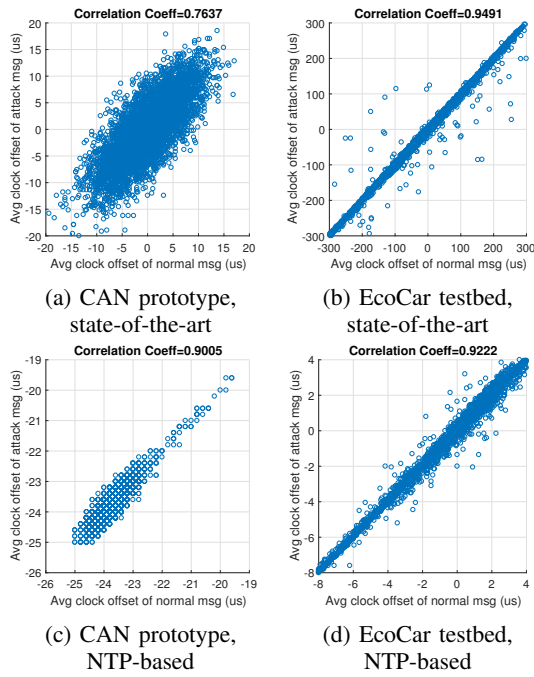 Correlation Coeff=0.7637
20
15
10
5
0
-5
-10
-15
-20
Avg clock offset of attack msg (us)
-20 -15 -10 -5 0 5 10 15 20
Avg clock offset of normal msg (us)
(a) CAN prototype,
state-of-the-art
Correlation Coeff=0.9491
300
200
100
0
-100
-200
-300
Avg clock offset of attack msg (us)
-300 -200 -100 0 100 200 300
Avg clock offset of normal msg (us)
(b) EcoCar testbed,
state-of-the-art
Correlation Coeff=0.9005
-19
-20
-21
-22
-23
-24
-25
-26
Avg clock offset of attack msg (us)
-26 -25 -24 -23 -22 -21 -20 -19
Avg clock offset of normal msg (us)
(c) CAN prototype,
NTP-based
Correlation Coeff=0.9222
4
2
0
-2
-4
-6
-8
Avg clock offset of attack msg (us)
-8 -6 -4 -2 0 2 4
Avg clock offset of normal msg (us)
(d) EcoCar testbed,
NTP-based